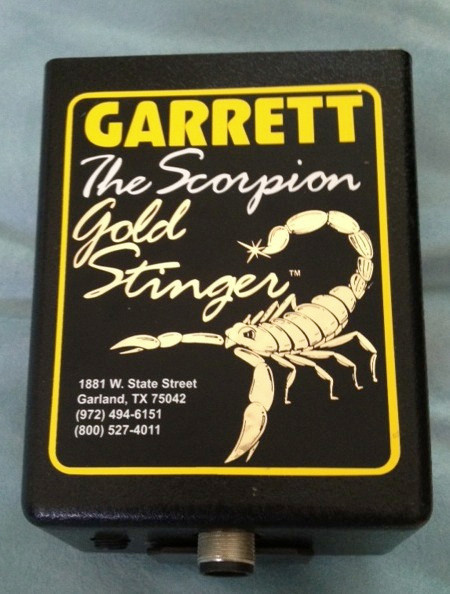 GARRETT
The Scorpion
Gold
Stinger™
1881 W. State Street
Garland, TX 75042
(972) 494-6151
(800) 527-4011